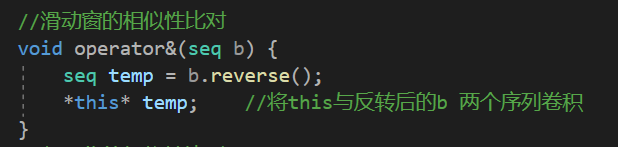 //滑动窗的相似性比对
void operator&(seq b) {
seq temp = b.reverse();
*this* temp;    //将this与反转后的b 两个序列卷积
}